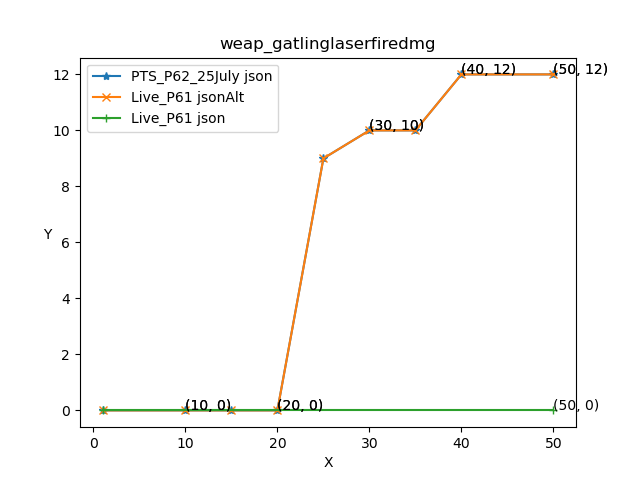 weap_gatlinglaserfiredmg
PTS_P62_25July json
Live_P61 jsonAlt
Live_P61 json
Y
12
10
8
6
4
2
0
(40, 12)
(50, 12)
(30, 10)
(10, 0)
(20, 0)
(50, 0)
0 10 20 30 40 50
X